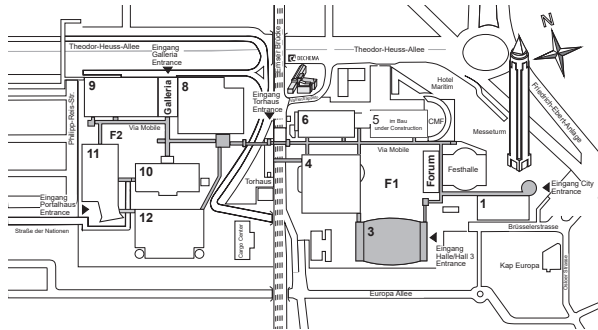 N
Theodor-Heuss-Allee
Eingang
Galleria
Entrance
DECHEMA
Theodor-Heuss-Allee
Hotel
Maritim
Friedrich-Ebert-Anlage
Philipp-Reis-Str.
9
Galleria
8
Eingang
Torhaus
Entrance
F2
Via Mobile
6
5
im Bau
under Construction
CMF
Messeturm
11
10
Via Mobile
4
F1
Forum
Festhalle
Torhaus
Eingang
Portalhaus
Entrance
12
1
Eingang City
Entrance
Straße der Nationen
Cargo Center
3
Eingang
Halle/Hall 3
Entrance
Brüsselerstrasse
Kap Europa
Osloer Strasse
Europa Allee